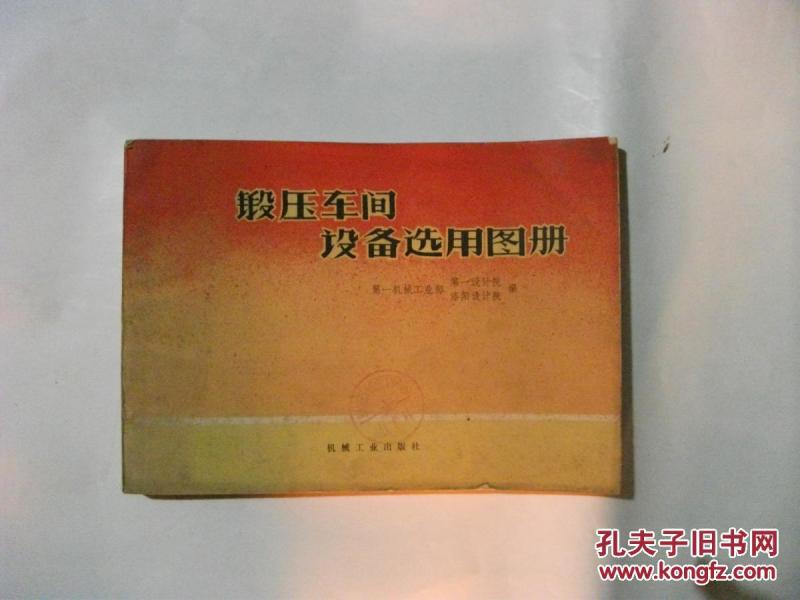 锻压车间
设备选用图册
第一机械工业部 第一设计院 洛阳设计院 编
机械工业出版社
孔夫子旧书网
www.kongfz.com